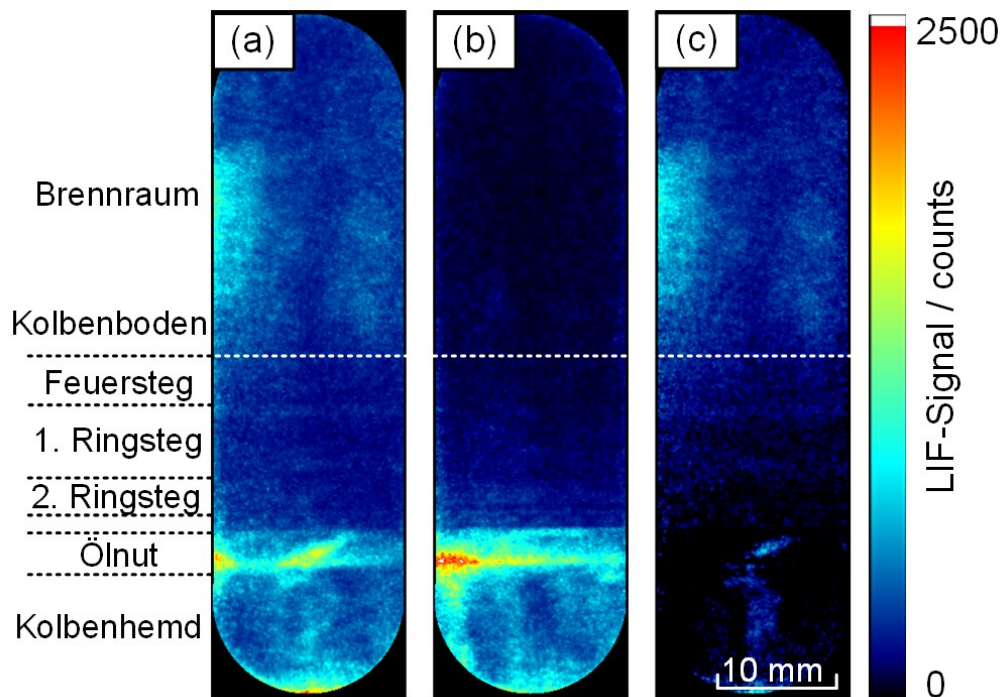 (a)
(b)
(c)
2500
Brennraum
Kolbenboden
Feuersteg
1. Ringsteg
2. Ringsteg
Ölnut
Kolbenhemd
LIF-Signal / counts
10 mm
0